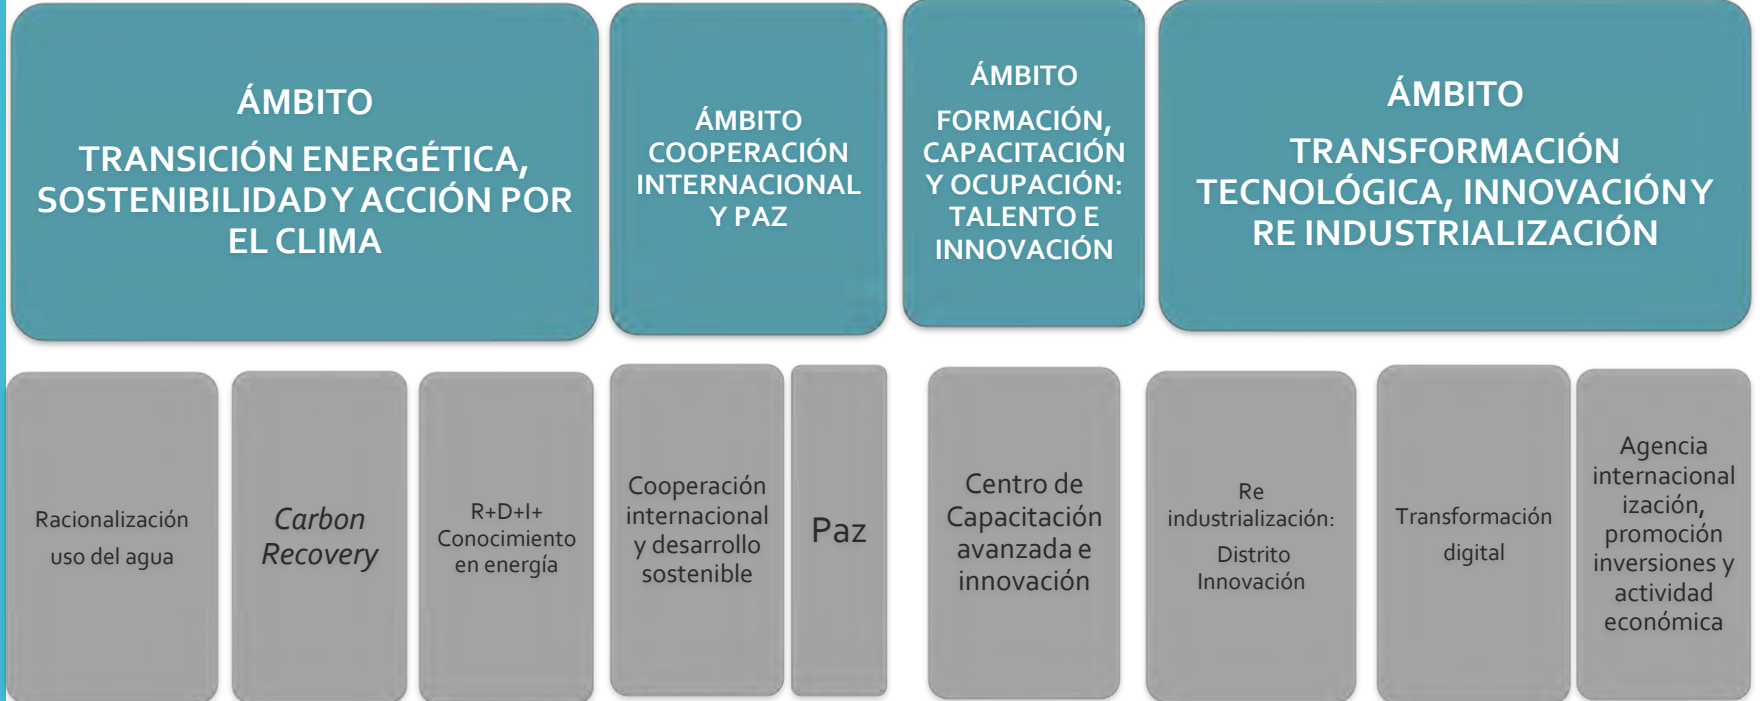 ÁMBITO
TRANSICIÓN ENERGÉTICA,
SOSTENIBILIDAD Y ACCIÓN POR
EL CLIMA
ÁMBITO
COOPERACIÓN
INTERNACIONAL
Y PAZ
ÁMBITO
FORMACIÓN,
CAPACITACIÓN
Y OCUPACIÓN:
TALENTO E
INNOVACIÓN
ÁMBITO
TRANSFORMACIÓN
TECNOLÓGICA, INNOVACIÓN Y
RE INDUSTRIALIZACIÓN
Racionalización
uso del agua
Carbon
Recovery
R+D+I+
Conocimiento
en energía
Cooperación
internacional
y desarrollo
sostenible
Paz
Centro de
Capacitación
avanzada e
innovación
Re
industrialización:
Distrito
Innovación
Transformación
digital
Agencia
internacional
ización,
promoción
inversiones y
actividad
económica